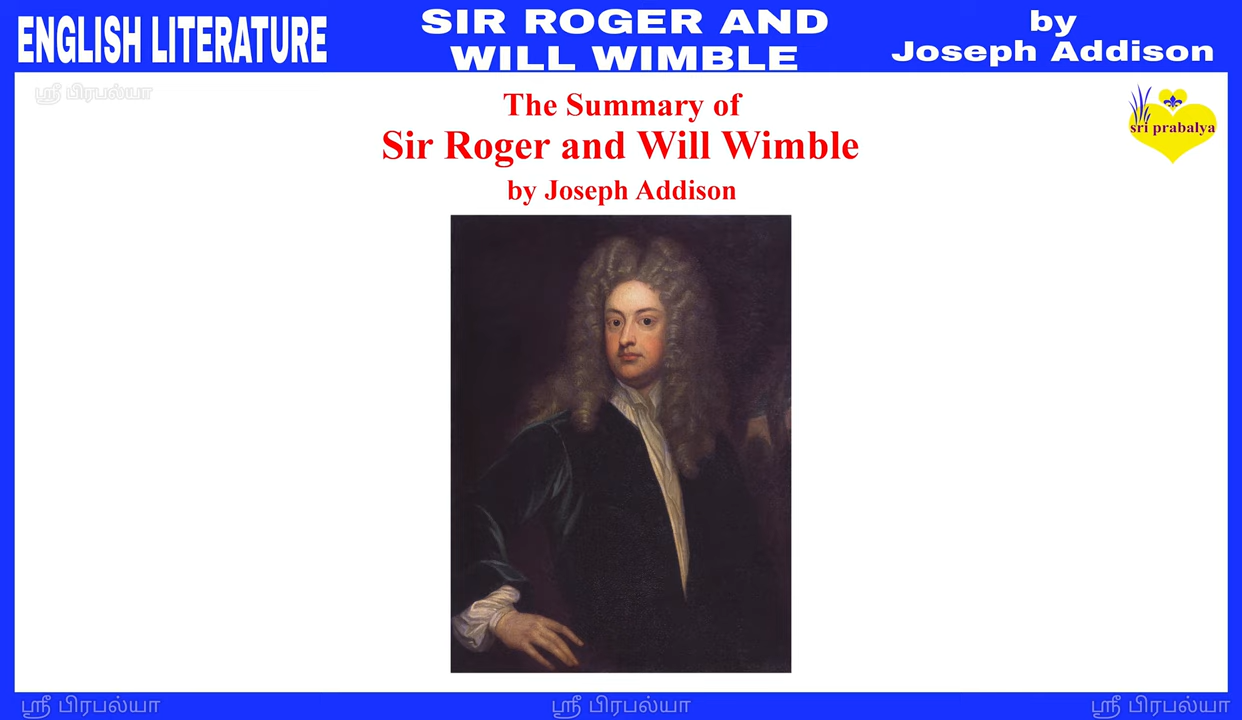 ENGLISH LITERATURE
SIR ROGER AND
WILL WIMBLE
by
Joseph Addison
ஸ்ரீ பிரபல்யா
The Summary of
Sir Roger and Will Wimble
by Joseph Addison
sri prabalya
ஸ்ரீ பிரபல்யா
ஸ்ரீ பிரபல்யா
ஸ்ரீ பிரபல்யா